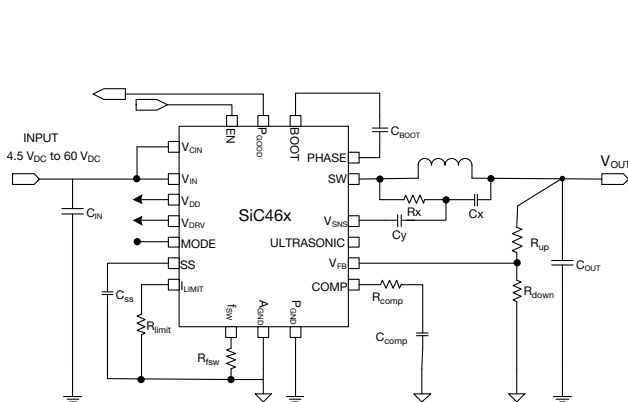 INPUT
4.5 VDC to 60 VDC
CIN
EN
PGOOD
BOOT
CBOOT
VCIN
PHASE
VIN
SW
VOUT
VDD
Rx
Cx
SiC46x
VDRV
VSNS
Cy
MODE
ULTRASONIC
Rup
SS
VFB
COUT
ILIMIT
COMP
Rcomp
Rdown
Css
Rlimit
fSW
AGND
PGND
Ccomp
Rfsw